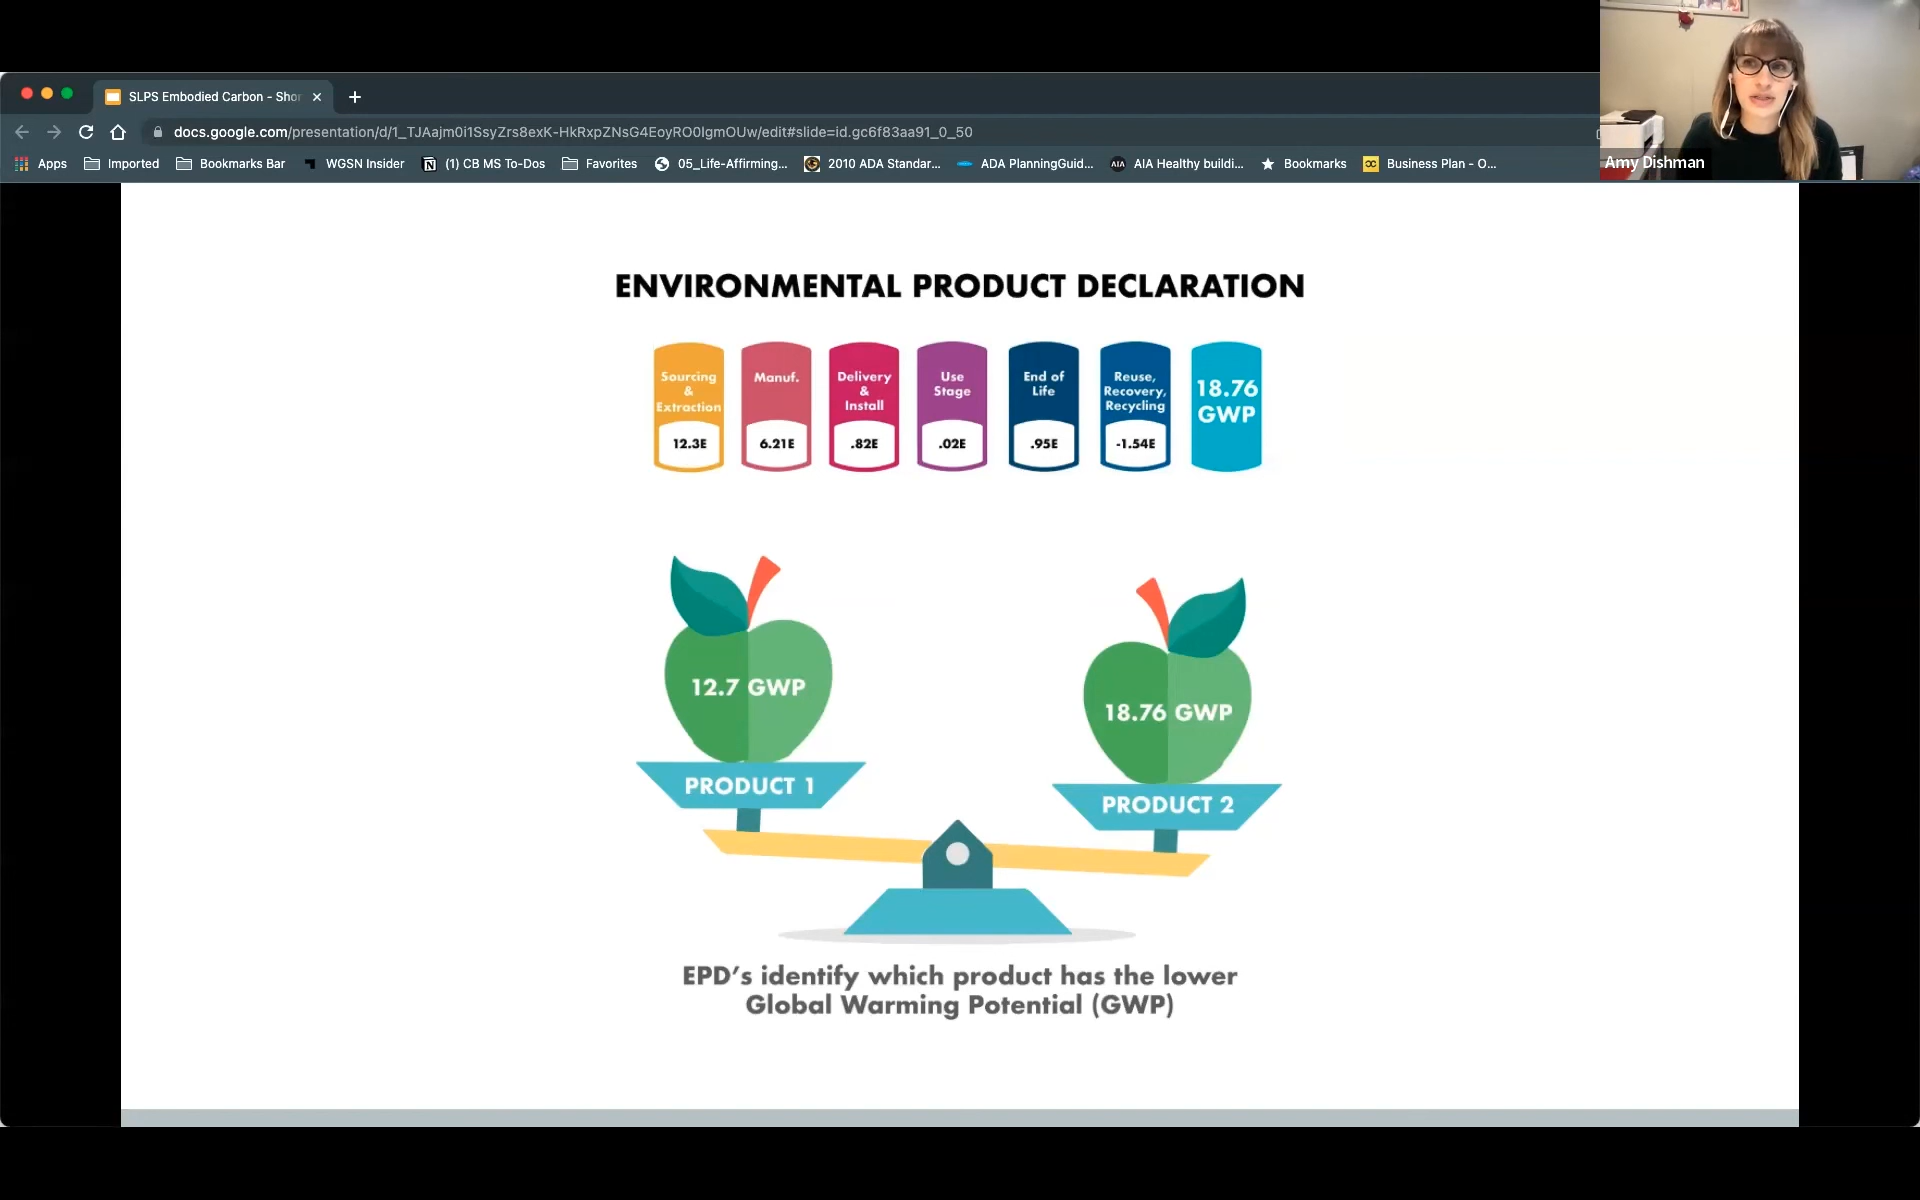 SLPS Embodied Carbon - Shor
docs.google.com/presentation/d/1_TJAajm0i1SsyZrs8exK-HkRxpZNsG4EoyRO0IgmOUw/edit#slide=id.gc6f83aa91_0_50
Apps
Imported
Bookmarks Bar
WGSN Insider
(1) CB MS To-Dos
Favorites
05_Life-Affirming...
2010 ADA Standar...
ADA PlanningGuid...
AIA
AIA Healthy buildi...
Bookmarks
Business Plan - O...
Amy Dishman
ENVIRONMENTAL PRODUCT DECLARATION
Sourcing
&
Extraction
12.3E
Manuf.
6.21E
Delivery
&
Install
.82E
Use
Stage
.02E
End of
Life
.95E
Reuse,
Recovery,
Recycling
-1.54E
18.76
GWP
12.7 GWP
PRODUCT 1
18.76 GWP
PRODUCT 2
EPD's identify which product has the lower
Global Warming Potential (GWP)